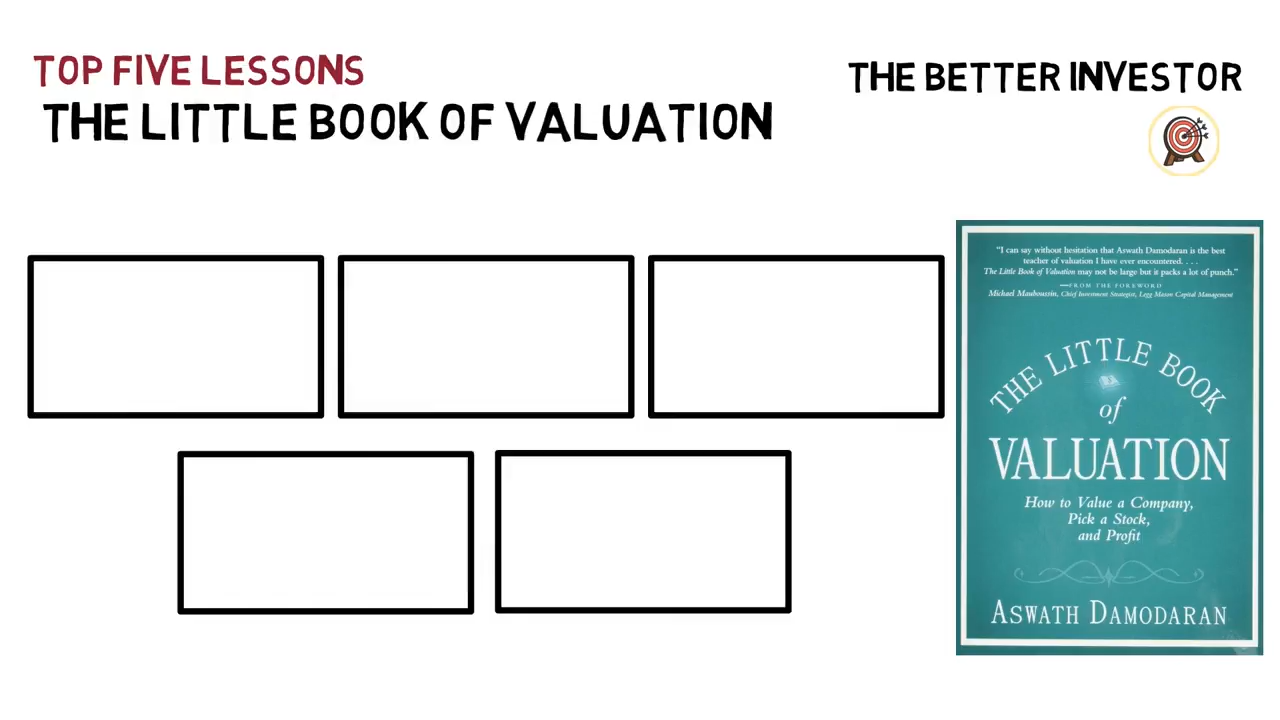 TOP FIVE LESSONS
THE LITTLE BOOK OF VALUATION
THE BETTER INVESTOR
“I can say without hesitation that Aswath Damodaran is the best
teacher of valuation I have ever encountered. . . .
The Little Book of Valuation may not be large but it packs a lot of punch.”
—FROM THE FOREWORD
Michael Mauboussin, Chief Investment Strategist, Legg Mason Capital Management
THE LITTLE BOOK
of
VALUATION
How to Value a Company,
Pick a Stock,
and Profit
ASWATH DAMODARAN